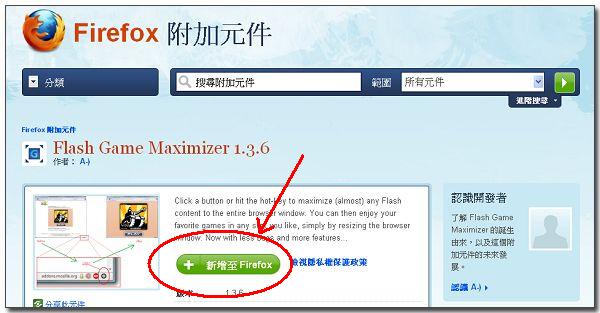 Firefox 附加元件
分類
搜尋附加元件
範圍
所有元件
進階搜尋
Firefox 附加元件
Flash Game Maximizer 1.3.6
作者： A-)
Click a button or hit the hot-key to maximize (almost) any Flash
content to the entire browser window. You can then enjoy your
favorite games in any size you like, simply by resizing the browser
window. Now with less bugs and more features...
新增至 Firefox
檢視隱私權保護政策
版本
1.3.6
addons.mozilla.org
分享此元件
認識開發者
了解 Flash Game
Maximizer 的誕生
由來，以及這個附
加元件的未來發
展。
認識 A-)